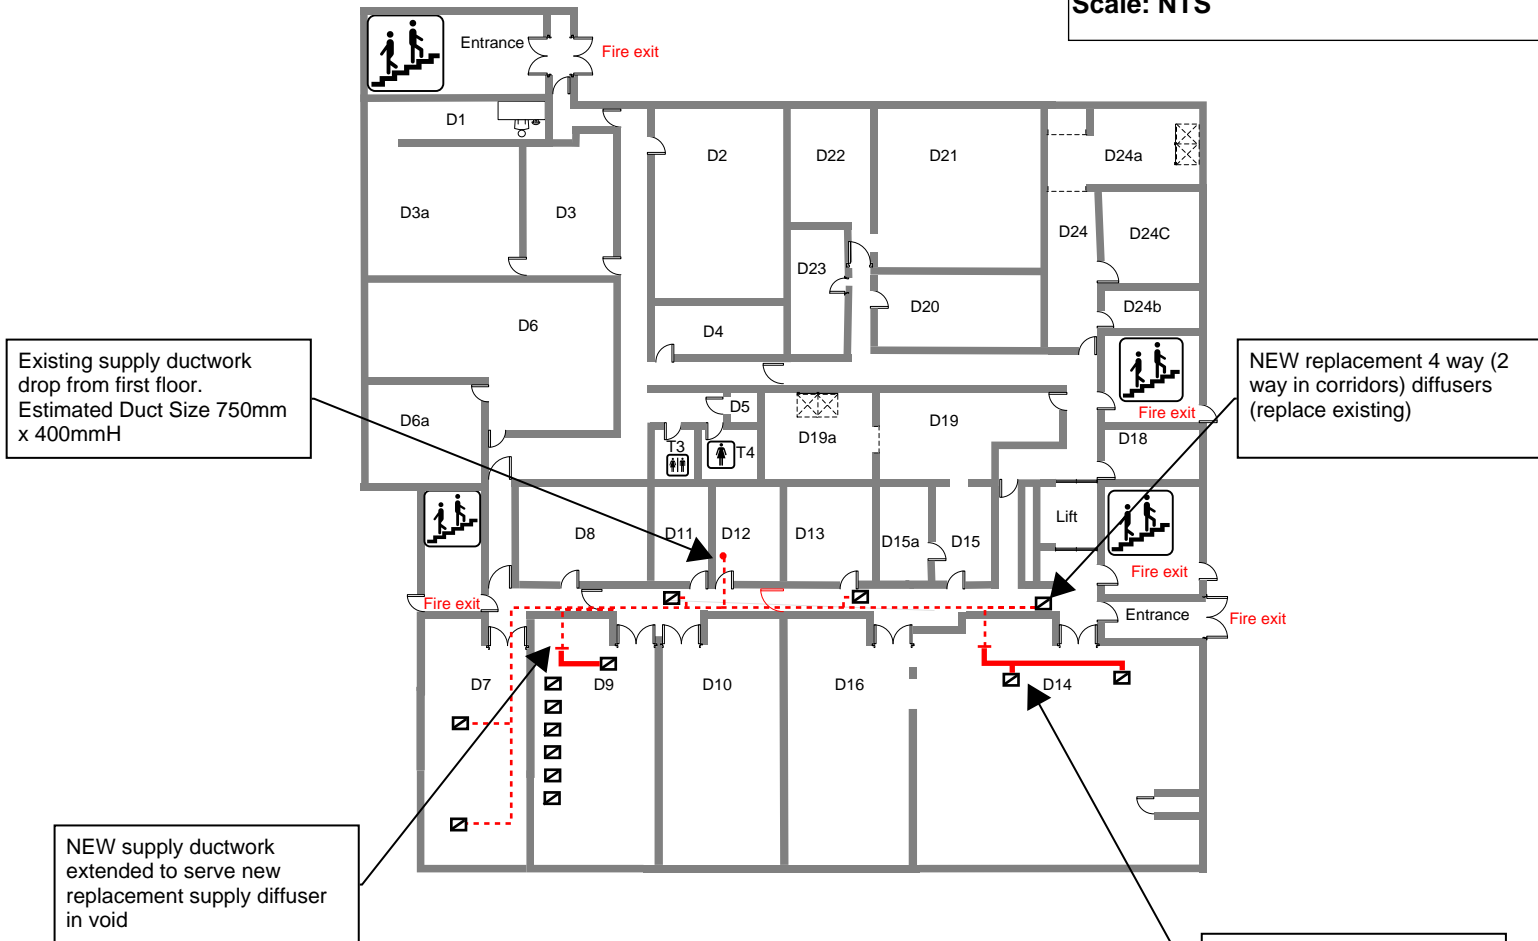 Scale: NTS
Entrance
Fire exit
D1
D2
D22
D21
D24a
D3a
D3
D24
D24C
D23
D20
D24b
D6
D4
Existing supply ductwork
drop from first floor.
Estimated Duct Size 750mm
x 400mmH
NEW replacement 4 way (2
way in corridors) diffusers
(replace existing)
D6a
D5
D19a
D19
Fire exit
D18
T3
T4
D8
D11
D12
D13
D15a
D15
Lift
Fire exit
Fire exit
Entrance
Fire exit
D7
D9
D10
D16
D14
NEW supply ductwork
extended to serve new
replacement supply diffuser
in void